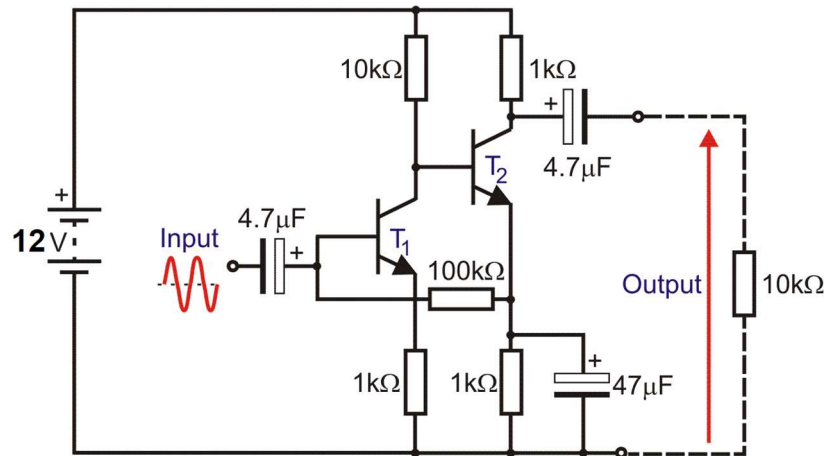 10kΩ
1kΩ
+
4.7μF
T2
+
12 V
Input
4.7μF
+
T1
100kΩ
Output
10kΩ
1kΩ
1kΩ
+
47μF